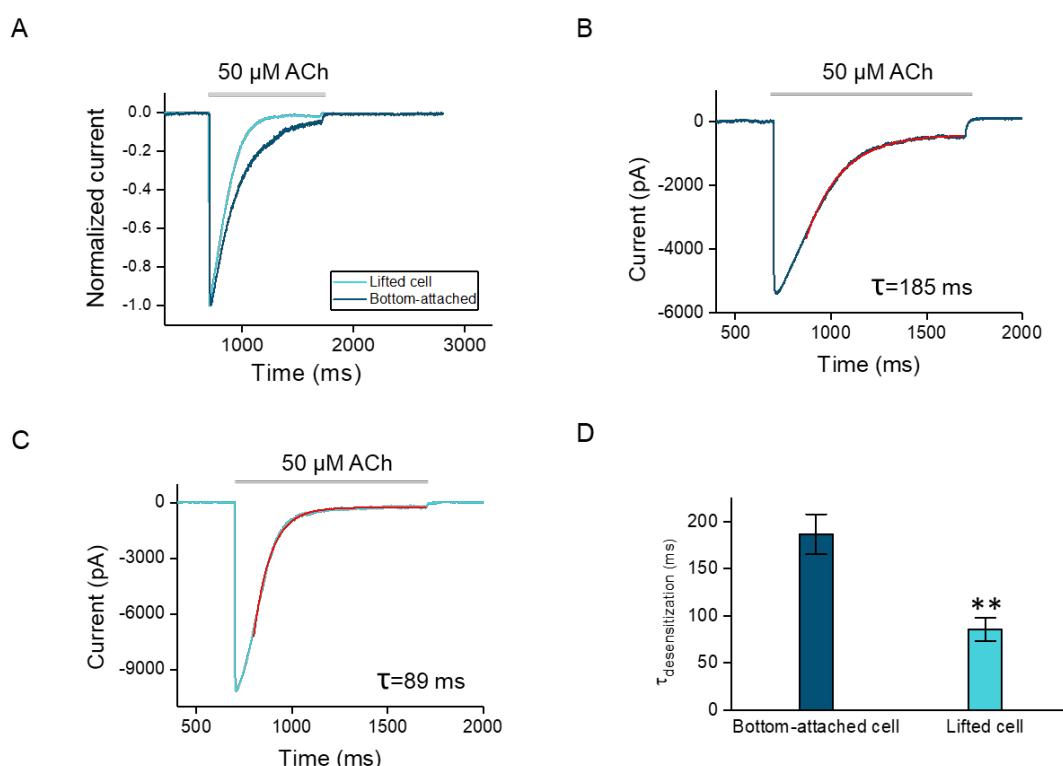 A
50 µM ACh
0.0
-0.2
-0.4
-0.6
-0.8
-1.0
Normalized current
Lifted cell
Bottom-attached
1000
2000
3000
Time (ms)
B
50 µM ACh
0
-2000
-4000
-6000
Current (pA)
τ=185 ms
500
1000
1500
2000
Time (ms)
C
50 µM ACh
0
-3000
-6000
-9000
Current (pA)
τ=89 ms
500
1000
1500
2000
Time (ms)
D
200
150
100
50
0
τdesensitization (ms)
**
Bottom-attached cell
Lifted cell